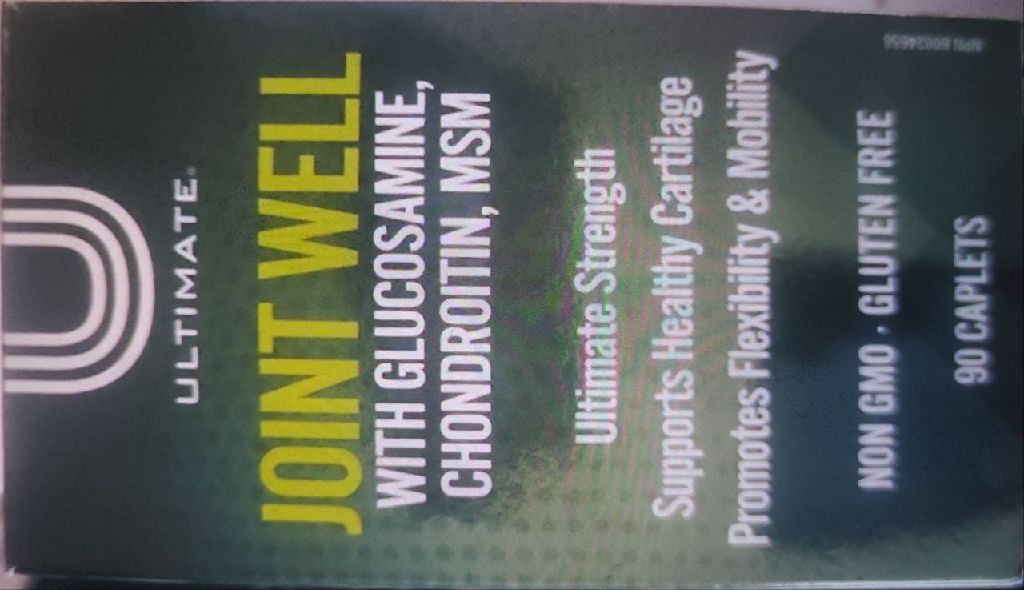 ULTIMATE
JOINT WELL
WITH GLUCOSAMINE,
CHONDROITIN, MSM
Ultimate Strength
Supports Healthy Cartilage
Promotes Flexibility & Mobility
NON GMO · GLUTEN FREE
90 CAPLETS